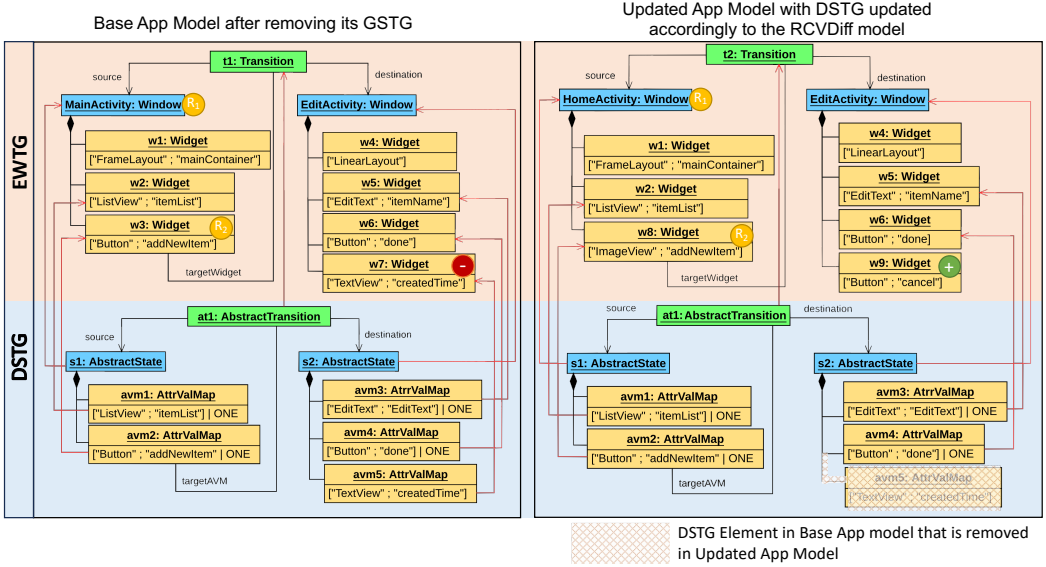 Base App Model after removing its GSTG
Updated App Model with DSTG updated
accordingly to the RCVDiff model
EWTG
DSTG
t1: Transition
source
destination
MainActivity: Window
R1
EditActivity: Window
w1: Widget
["FrameLayout" ; "mainContainer"]
w2: Widget
["ListView" ; "itemList"]
w3: Widget
R2
["Button" ; "addNewItem"]
targetWidget
w4: Widget
["LinearLayout"]
w5: Widget
["EditText" ; "itemName"]
w6: Widget
["Button" ; "done"]
w7: Widget
-
["TextView" ; "createdTime"]
at1: AbstractTransition
source
destination
s1: AbstractState
s2: AbstractState
avm1: AttrValMap
["ListView" ; "itemList"] | ONE
avm2: AttrValMap
["Button" ; "addNewItem" | ONE
targetAVM
avm3: AttrValMap
["EditText" ; "EditText"] | ONE
avm4: AttrValMap
["Button" ; "done"] | ONE
avm5: AttrValMap
["TextView" ; "createdTime"]
t2: Transition
source
destination
HomeActivity: Window
R1
EditActivity: Window
w1: Widget
["FrameLayout" ; "mainContainer"]
w2: Widget
["ListView" ; "itemList"]
w8: Widget
R2
["ImageView" ; "addNewItem"]
targetWidget
w4: Widget
["LinearLayout"]
w5: Widget
["EditText" ; "itemName"]
w6: Widget
["Button" ; "done]
w9: Widget
+
["Button" ; "cancel"]
at1: AbstractTransition
source
destination
s1: AbstractState
s2: AbstractState
avm1: AttrValMap
["ListView" ; "itemList"] | ONE
avm2: AttrValMap
["Button" ; "addNewItem" | ONE
targetAVM
avm3: AttrValMap
["EditText" ; "EditText"] | ONE
avm4: AttrValMap
["Button" ; "done"] | ONE
avm5: AttrValMap
["TextView" ; "createdTime"]
DSTG Element in Base App model that is removed
in Updated App Model